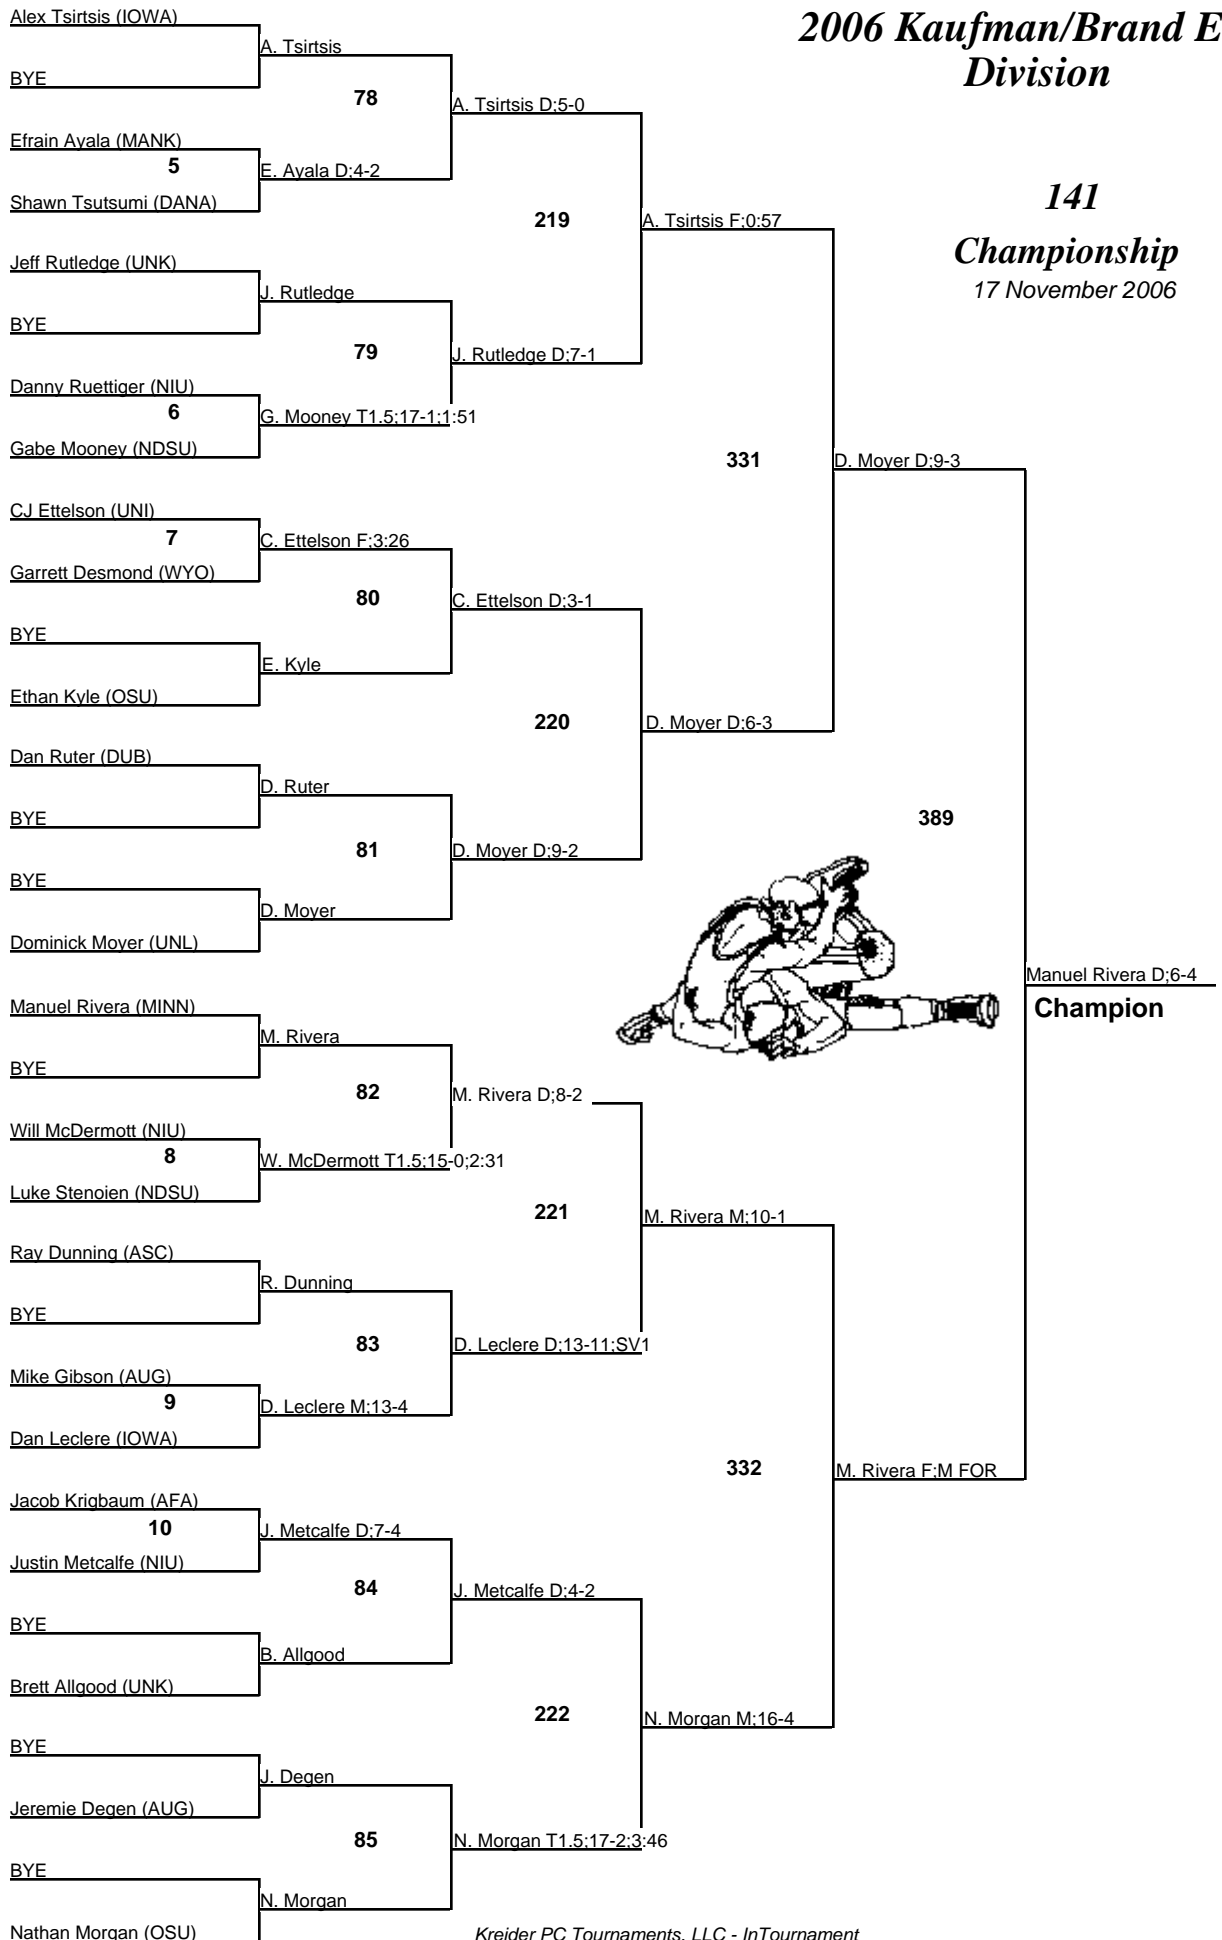 2006 Kaufman/Brand E
Division
141
Championship
17 November 2006
Alex Tsirtsis (IOWA)
A. Tsirtsis
BYE
78
A. Tsirtsis D;5-0
Efrain Ayala (MANK)
5
E. Ayala D;4-2
Shawn Tsutsumi (DANA)
219
A. Tsirtsis F;0:57
Jeff Rutledge (UNK)
J. Rutledge
BYE
79
J. Rutledge D;7-1
Danny Ruettiger (NIU)
6
G. Mooney T1.5;17-1;1:51
Gabe Mooney (NDSU)
331
D. Moyer D;9-3
CJ Ettelson (UNI)
7
C. Ettelson F;3:26
Garrett Desmond (WYO)
80
C. Ettelson D;3-1
BYE
E. Kyle
Ethan Kyle (OSU)
220
D. Moyer D;6-3
Dan Ruter (DUB)
D. Ruter
BYE
389
81
D. Moyer D;9-2
BYE
D. Moyer
Dominick Moyer (UNL)
Manuel Rivera D;6-4
Champion
Manuel Rivera (MINN)
M. Rivera
BYE
82
M. Rivera D;8-2
Will McDermott (NIU)
8
W. McDermott T1.5;15-0;2:31
Luke Stenoien (NDSU)
221
M. Rivera M;10-1
Ray Dunning (ASC)
R. Dunning
BYE
83
D. Leclere D;13-11;SV1
Mike Gibson (AUG)
9
D. Leclere M;13-4
Dan Leclere (IOWA)
332
M. Rivera F;M FOR
Jacob Krigbaum (AFA)
10
J. Metcalfe D;7-4
Justin Metcalfe (NIU)
84
J. Metcalfe D;4-2
BYE
B. Allgood
Brett Allgood (UNK)
222
N. Morgan M;16-4
BYE
J. Degen
Jeremie Degen (AUG)
85
N. Morgan T1.5;17-2;3:46
BYE
N. Morgan
Nathan Morgan (OSU)
Kreider PC Tournaments, LLC - InTournament